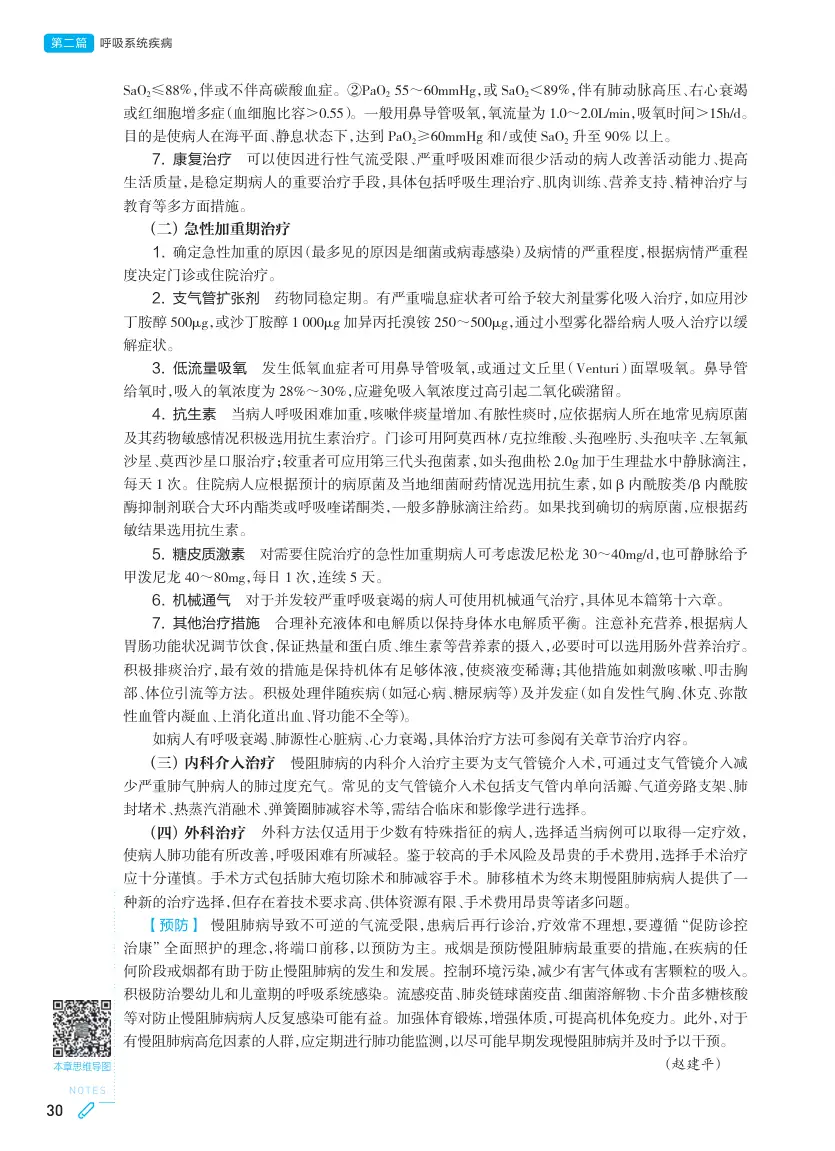 第二篇 呼吸系统疾病
SaO₂≤88%,伴或不伴高碳酸血症。②PaO₂ 55～60mmHg,或 SaO₂＜89%,伴有肺动脉高压、右心衰竭
或红细胞增多症(血细胞比容＞0.55)。一般用鼻导管吸氧,氧流量为 1.0～2.0L/min,吸氧时间＞15h/d。
目的是使病人在海平面、静息状态下,达到 PaO₂≥60mmHg 和/或使 SaO₂ 升至 90% 以上。
7. 康复治疗 可以使因进行性气流受限、严重呼吸困难而很少活动的病人改善活动能力、提高
生活质量,是稳定期病人的重要治疗手段,具体包括呼吸生理治疗、肌肉训练、营养支持、精神治疗与
教育等多方面措施。
(二) 急性加重期治疗
1. 确定急性加重的原因(最多见的原因是细菌或病毒感染)及病情的严重程度,根据病情严重程
度决定门诊或住院治疗。
2. 支气管扩张剂 药物同稳定期。有严重喘息症状者可给予较大剂量雾化吸入治疗,如应用沙
丁胺醇 500μg,或沙丁胺醇 1 000μg 加异丙托溴铵 250～500μg,通过小型雾化器给病人吸入治疗以缓
解症状。
3. 低流量吸氧 发生低氧血症者可用鼻导管吸氧,或通过文丘里(Venturi)面罩吸氧。鼻导管
给氧时,吸入的氧浓度为 28%～30%,应避免吸入氧浓度过高引起二氧化碳潴留。
4. 抗生素 当病人呼吸困难加重,咳嗽伴痰量增加、有脓性痰时,应依据病人所在地常见病原菌
及其药物敏感情况积极选用抗生素治疗。门诊可用阿莫西林/克拉维酸、头孢唑肟、头孢呋辛、左氧氟
沙星、莫西沙星口服治疗;较重者可应用第三代头孢菌素,如头孢曲松 2.0g 加于生理盐水中静脉滴注,
每天 1 次。住院病人应根据预计的病原菌及当地细菌耐药情况选用抗生素,如 β 内酰胺类/β 内酰胺
酶抑制剂联合大环内酯类或呼吸喹诺酮类,一般多静脉滴注给药。如果找到确切的病原菌,应根据药
敏结果选用抗生素。
5. 糖皮质激素 对需要住院治疗的急性加重期病人可考虑泼尼松龙 30～40mg/d,也可静脉给予
甲泼尼龙 40～80mg,每日 1 次,连续 5 天。
6. 机械通气 对于并发较严重呼吸衰竭的病人可使用机械通气治疗,具体见本篇第十六章。
7. 其他治疗措施 合理补充液体和电解质以保持身体水电解质平衡。注意补充营养,根据病人
胃肠功能状况调节饮食,保证热量和蛋白质、维生素等营养素的摄入,必要时可以选用肠外营养治疗。
积极排痰治疗,最有效的措施是保持机体有足够体液,使痰液变稀薄;其他措施如刺激咳嗽、叩击胸
部、体位引流等方法。积极处理伴随疾病(如冠心病、糖尿病等)及并发症(如自发性气胸、休克、弥散
性血管内凝血、上消化道出血、肾功能不全等)。
如病人有呼吸衰竭、肺源性心脏病、心力衰竭,具体治疗方法可参阅有关章节治疗内容。
(三) 内科介入治疗 慢阻肺病的内科介入治疗主要为支气管镜介入术,可通过支气管镜介入减
少严重肺气肿病人的肺过度充气。常见的支气管镜介入术包括支气管内单向活瓣、气道旁路支架、肺
封堵术、热蒸汽消融术、弹簧圈肺减容术等,需结合临床和影像学进行选择。
(四) 外科治疗 外科方法仅适用于少数有特殊指征的病人,选择适当病例可以取得一定疗效,
使病人肺功能有所改善,呼吸困难有所减轻。鉴于较高的手术风险及昂贵的手术费用,选择手术治疗
应十分谨慎。手术方式包括肺大疱切除术和肺减容手术。肺移植术为终末期慢阻肺病病人提供了一
种新的治疗选择,但存在着技术要求高、供体资源有限、手术费用昂贵等诸多问题。
【预防】 慢阻肺病导致不可逆的气流受限,患病后再行诊治,疗效常不理想,要遵循“促防诊控
治康”全面照护的理念,将端口前移,以预防为主。戒烟是预防慢阻肺病最重要的措施,在疾病的任
何阶段戒烟都有助于防止慢阻肺病的发生和发展。控制环境污染,减少有害气体或有害颗粒的吸入。
积极防治婴幼儿和儿童期的呼吸系统感染。流感疫苗、肺炎链球菌疫苗、细菌溶解物、卡介苗多糖核酸
等对防止慢阻肺病病人反复感染可能有益。加强体育锻炼,增强体质,可提高机体免疫力。此外,对于
有慢阻肺病高危因素的人群,应定期进行肺功能监测,以尽可能早期发现慢阻肺病并及时予以干预。
(赵建平)
本章思维导图
NOTES
30